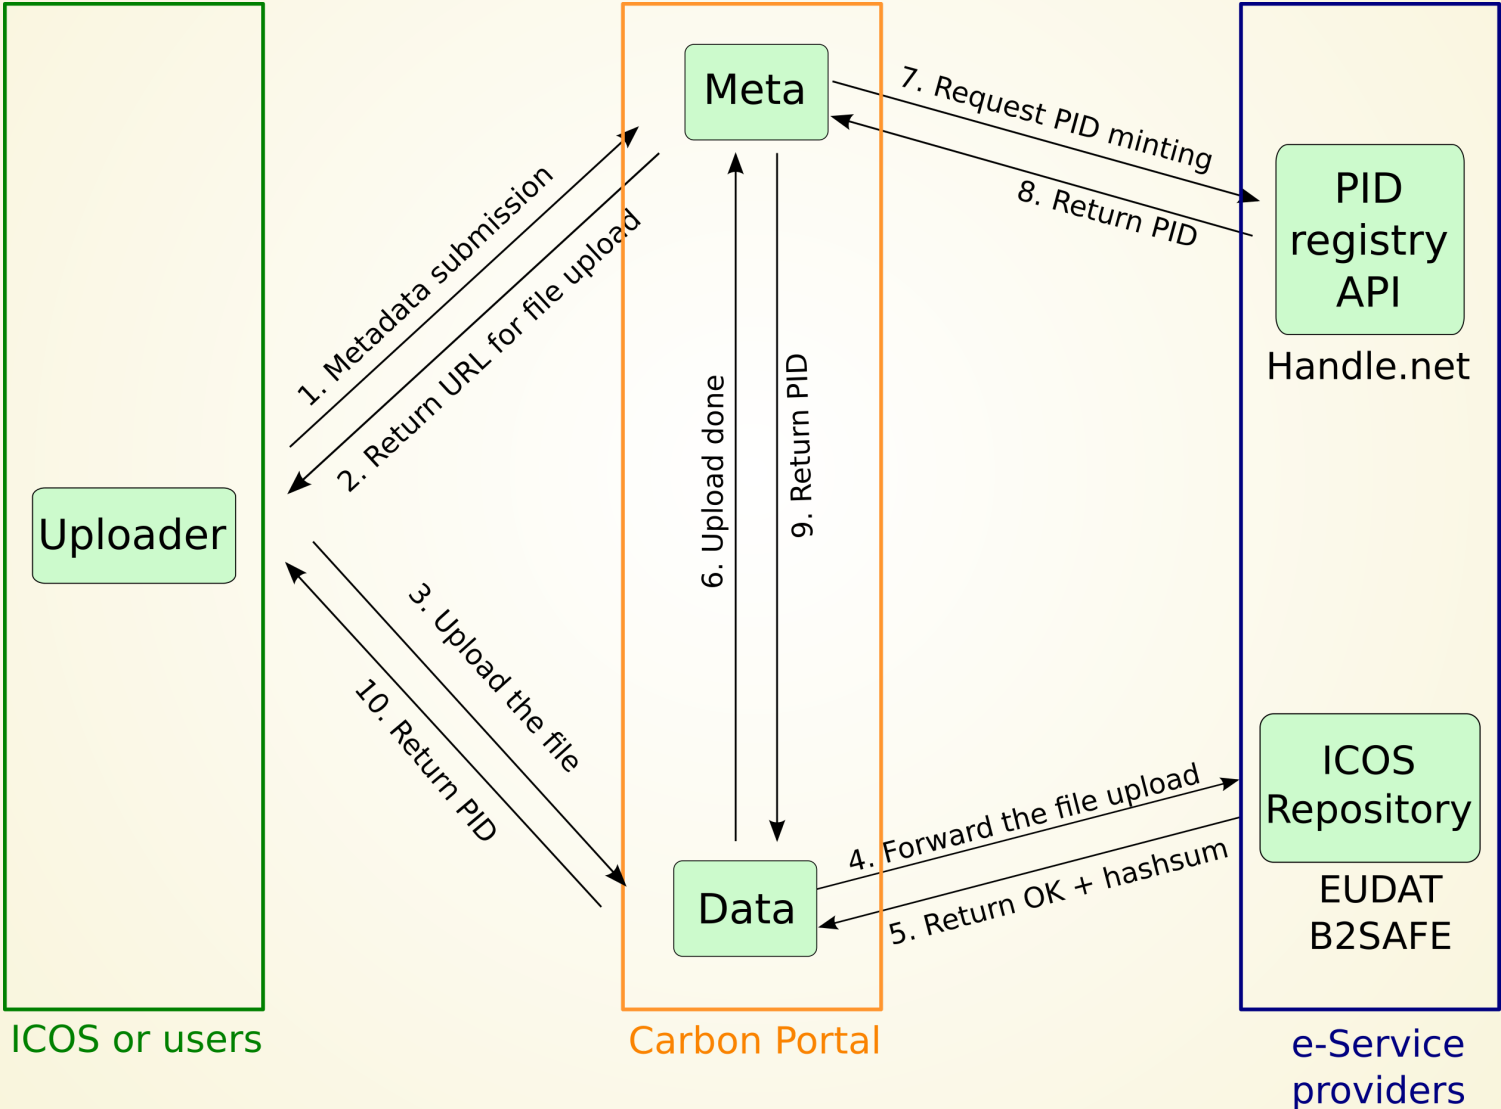 Meta
7. Request PID minting
8. Return PID
PID
registry
API
Handle.net
1. Metadata submission
2. Return URL for file upload
Uploader
6. Upload done
9. Return PID
3. Upload the file
10. Return PID
ICOS
Repository
EUDAT
B2SAFE
4. Forward the file upload
5. Return OK + hashsum
Data
ICOS or users
Carbon Portal
e-Service
providers